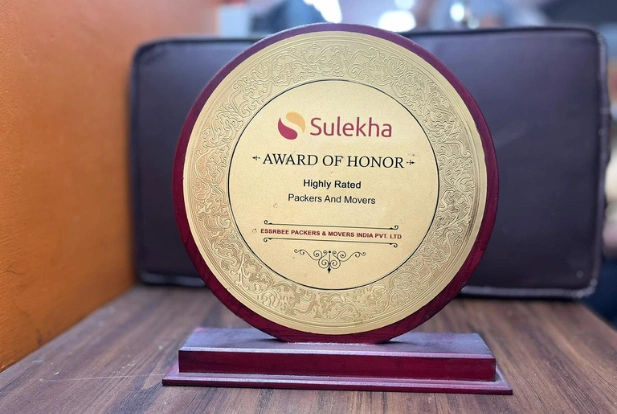 Sulekha
AWARD OF HONOR
Highly Rated
Packers And Movers
ESSRBEE PACKERS & MOVERS INDIA PVT. LTD